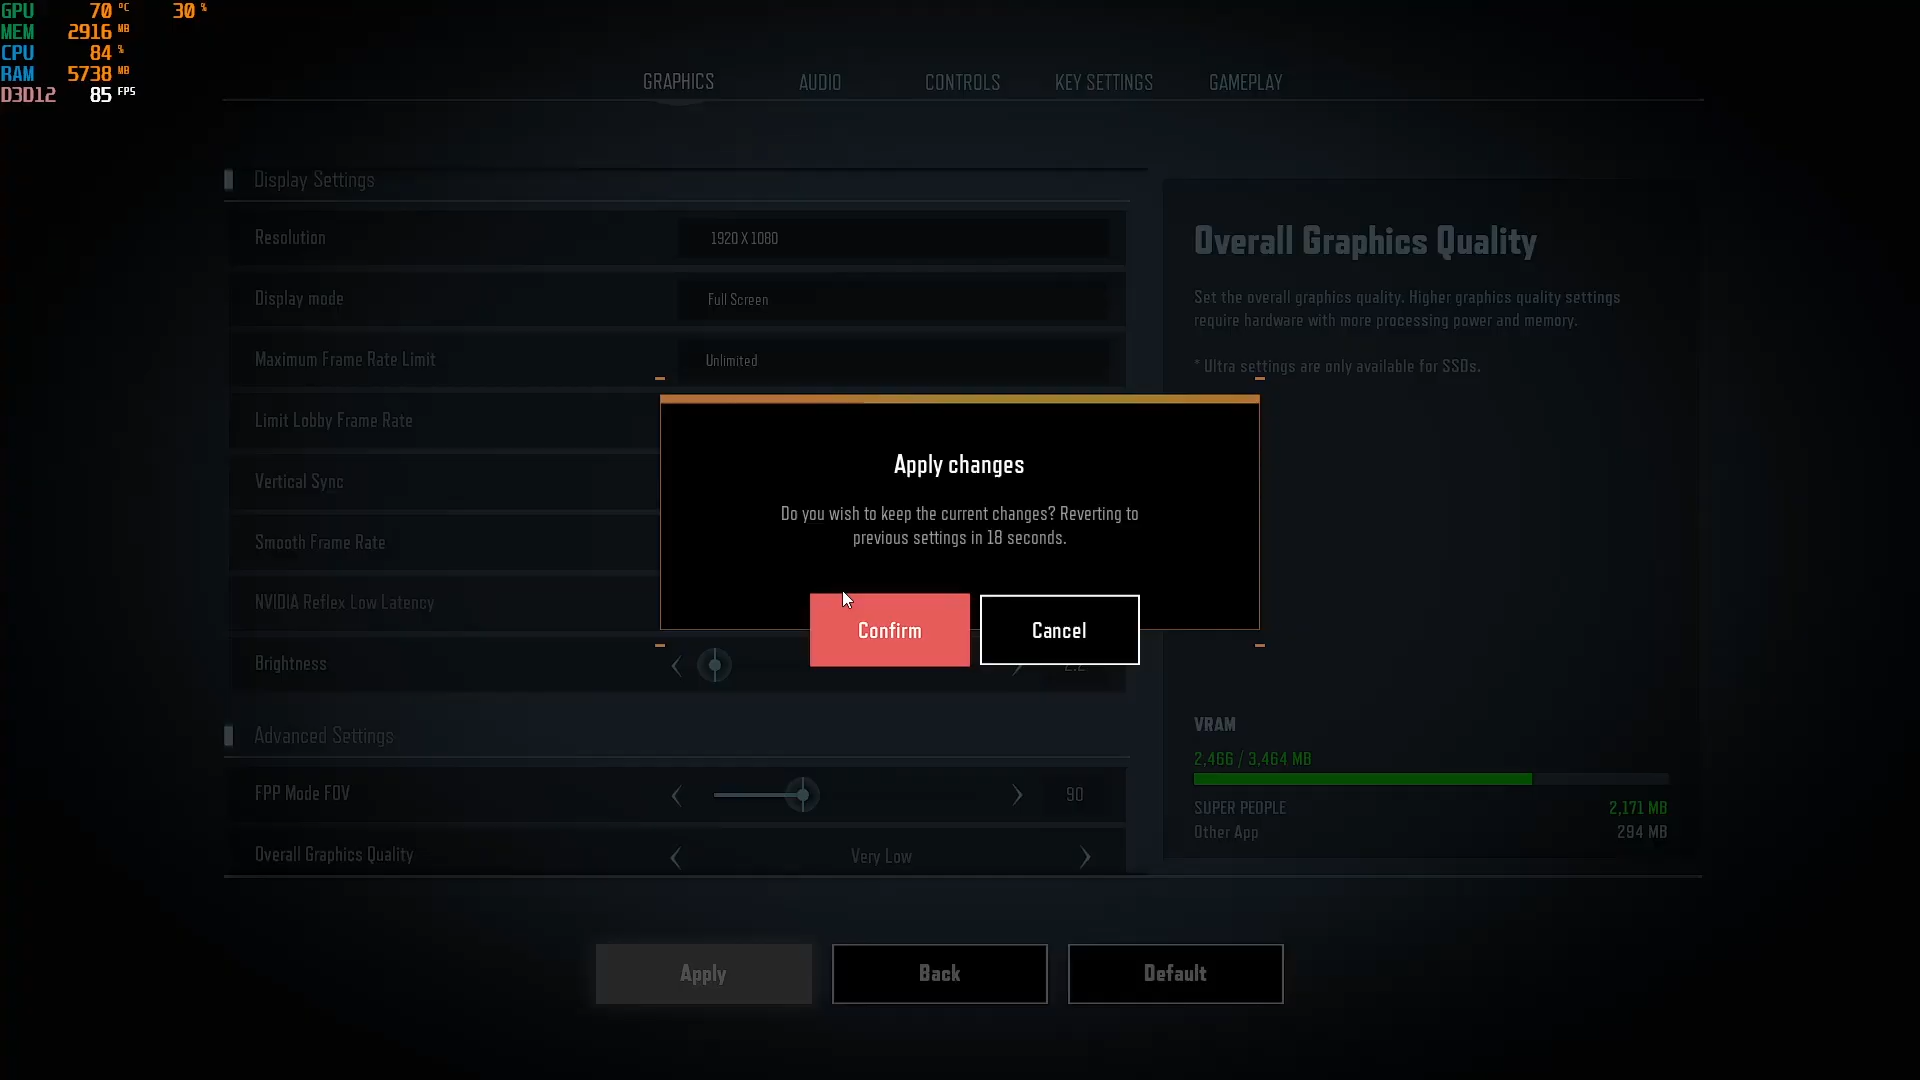 GPU 70 °C 30 %
MEM 2916 MB
CPU 84 %
RAM 5738 MB
D3D12 85 FPS
GRAPHICS AUDIO CONTROLS KEY SETTINGS GAMEPLAY
Display Settings
Resolution 1920 X 1080
Display mode Full Screen
Maximum Frame Rate Limit Unlimited
Limit Lobby Frame Rate
Vertical Sync
Smooth Frame Rate
NVIDIA Reflex Low Latency
Brightness 2.2
Advanced Settings
FPP Mode FOV 90
Overall Graphics Quality Very Low
Overall Graphics Quality
Set the overall graphics quality. Higher graphics quality settings
require hardware with more processing power and memory.
* Ultra settings are only available for SSDs.
VRAM
2,466 / 3,464 MB
SUPER PEOPLE 2,171 MB
Other App 294 MB
Apply changes
Do you wish to keep the current changes? Reverting to
previous settings in 18 seconds.
Confirm Cancel
Apply Back Default